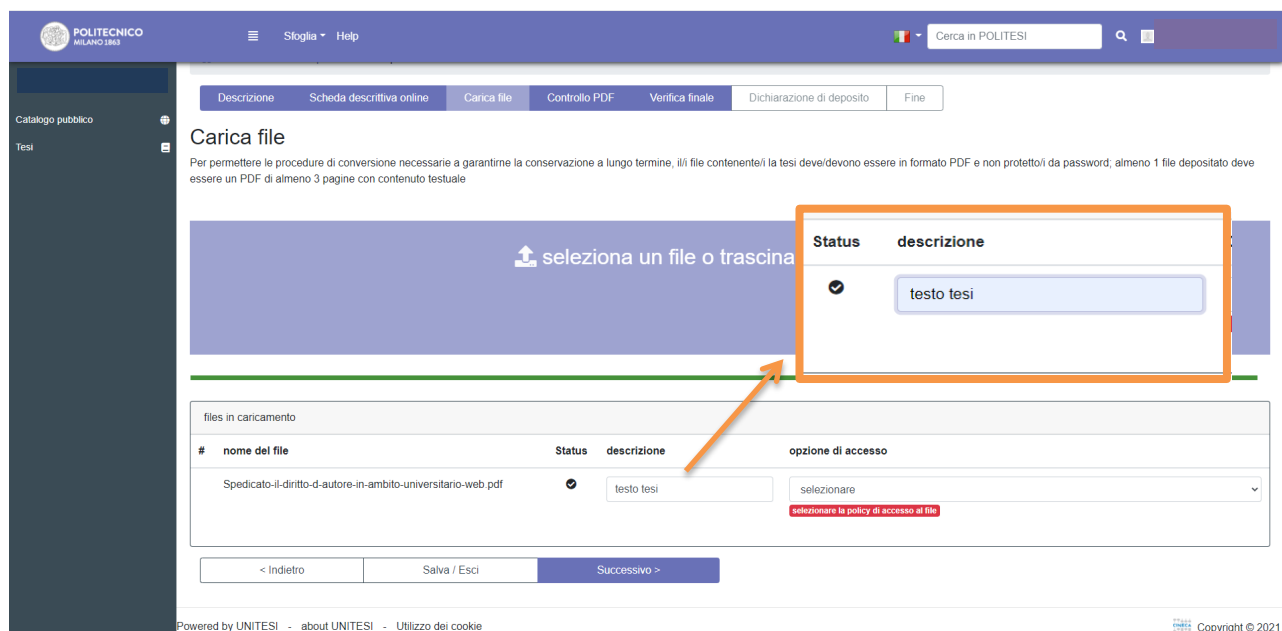 POLITECNICO
MILANO 1863
Sfoglia Help
Cerca in POLITESI
Descrizione Scheda descrittiva online Carica file Controllo PDF Verifica finale Dichiarazione di deposito Fine
Catalogo pubblico
Tesi
Carica file
Per permettere le procedure di conversione necessarie a garantirne la conservazione a lungo termine, il/i file contenente/i la tesi deve/devono essere in formato PDF e non protetto/i da password; almeno 1 file depositato deve
essere un PDF di almeno 3 pagine con contenuto testuale
seleziona un file o trascina
Status descrizione
testo tesi
files in caricamento
# nome del file Status descrizione opzione di accesso
Spedicato-il-diritto-d-autore-in-ambito-universitario-web.pdf testo tesi selezionare
selezionare la policy di accesso al file
< Indietro Salva / Esci Successivo >
Powered by UNITESI - about UNITESI - Utilizzo dei cookie
CINECA Copyright © 2021